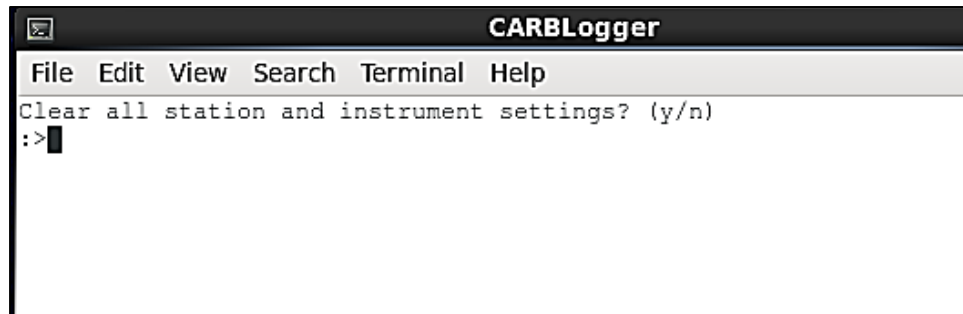 CARBLogger
File Edit View Search Terminal Help
Clear all station and instrument settings? (y/n)
:>